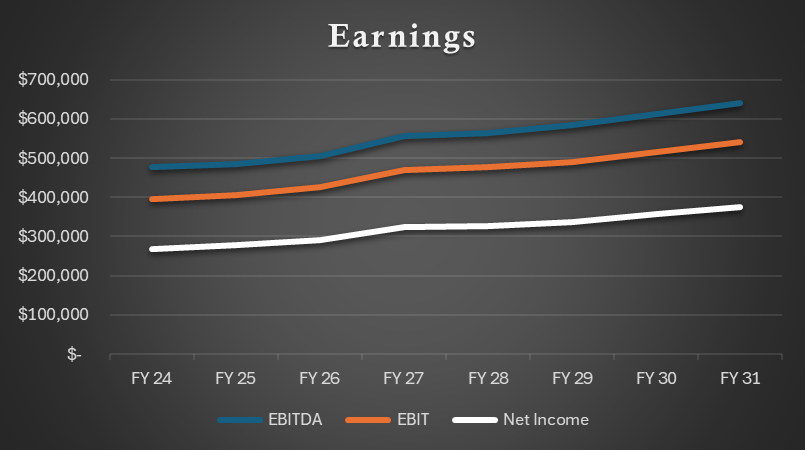 Earnings
$700,000
$600,000
$500,000
$400,000
$300,000
$200,000
$100,000
$-
FY 24 FY 25 FY 26 FY 27 FY 28 FY 29 FY 30 FY 31
EBITDA EBIT Net Income